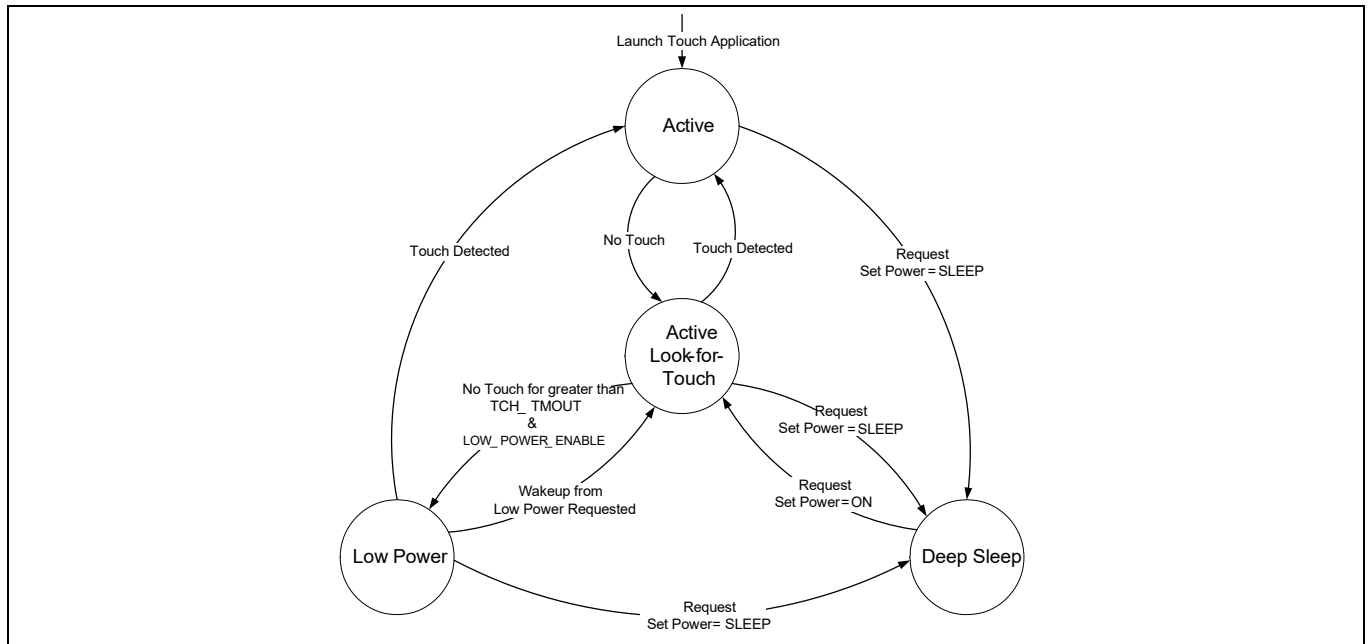 Launch Touch Application
Active
No Touch
Touch Detected
Touch Detected
Request
Set Power = SLEEP
Active
Look-for-
Touch
No Touch for greater than
TCH_ TMOUT
&
LOW_ POWER_ ENABLE
Request
Set Power = SLEEP
Wakeup from
Low Power Requested
Request
Set Power= ON
Low Power
Deep Sleep
Request
Set Power= SLEEP